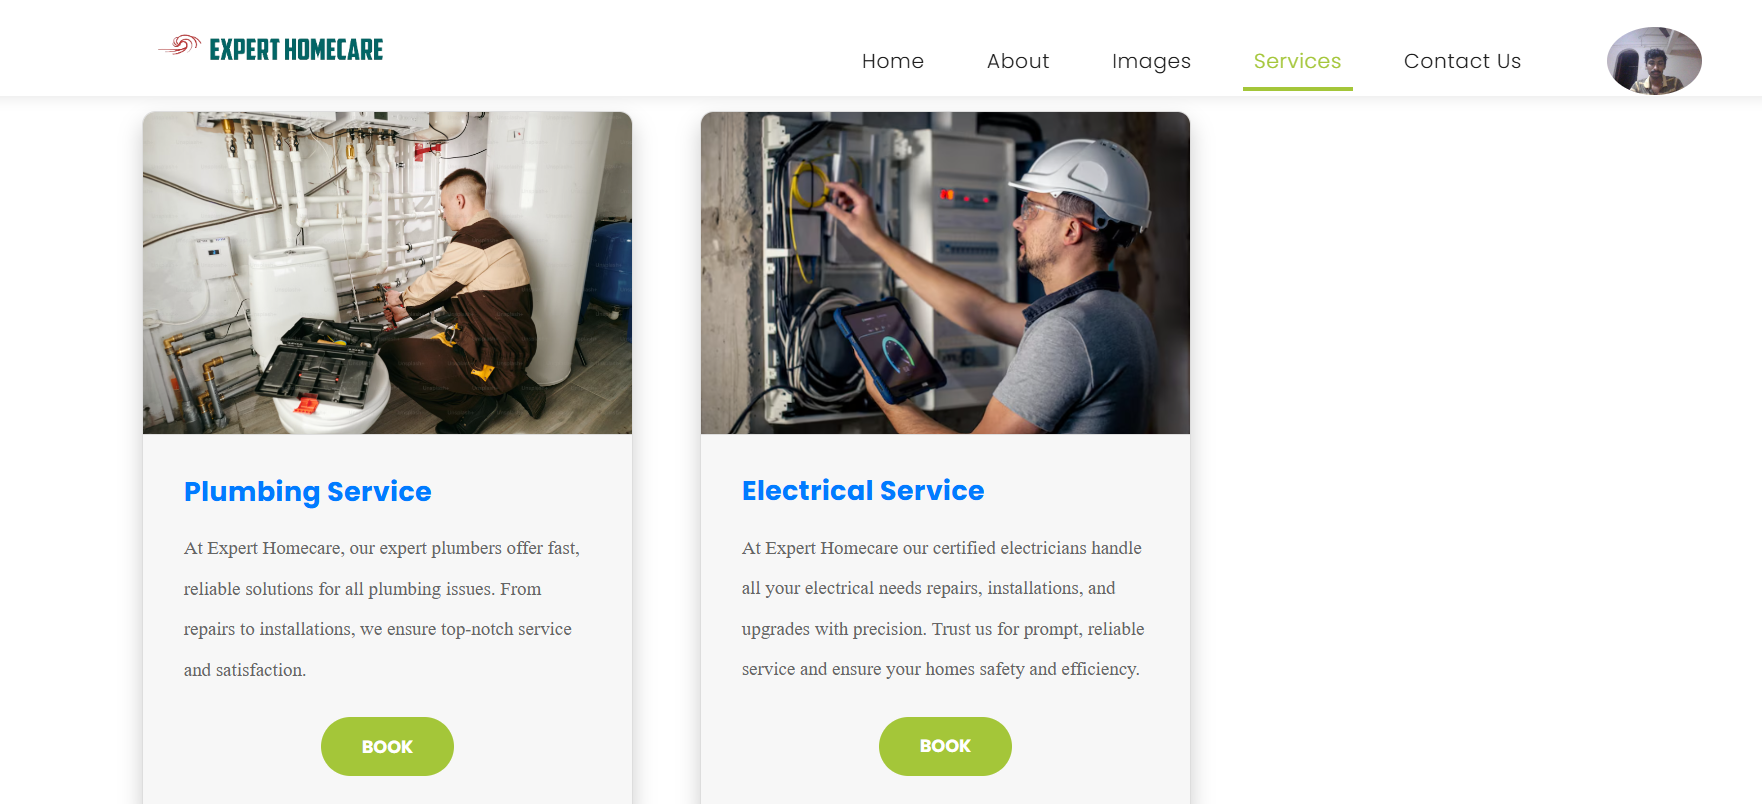 EXPERT HOMECARE
Home About Images Services Contact Us
Plumbing Service
At Expert Homecare, our expert plumbers offer fast,
reliable solutions for all plumbing issues. From
repairs to installations, we ensure top-notch service
and satisfaction.
BOOK
Electrical Service
At Expert Homecare our certified electricians handle
all your electrical needs repairs, installations, and
upgrades with precision. Trust us for prompt, reliable
service and ensure your homes safety and efficiency.
BOOK